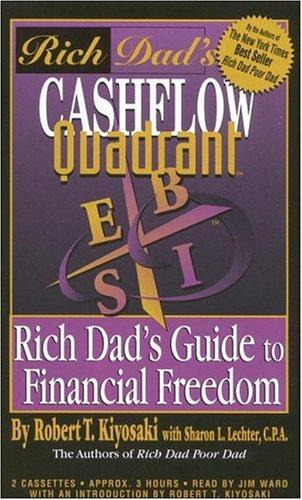 Rich Dad's
By the Authors of
The New York Times
Best Seller
Rich Dad Poor Dad
CASHFLOW
Quadrant™
E B
S I
Rich Dad's Guide to
Financial Freedom
By Robert T. Kiyosaki with Sharon L. Lechter, C.P.A.
The Authors of Rich Dad Poor Dad
2 CASSETTES • APPROX. 3 HOURS • READ BY JIM WARD
WITH AN INTRODUCTION BY ROBERT T. KIYOSAKI